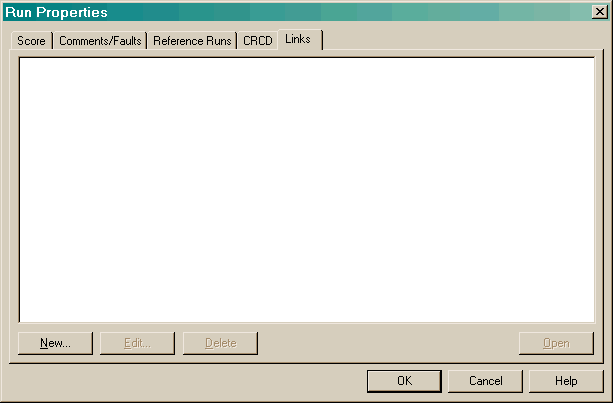 Run Properties
Score Comments/Faults Reference Runs CRCD Links
New... Edit... Delete Open
OK Cancel Help